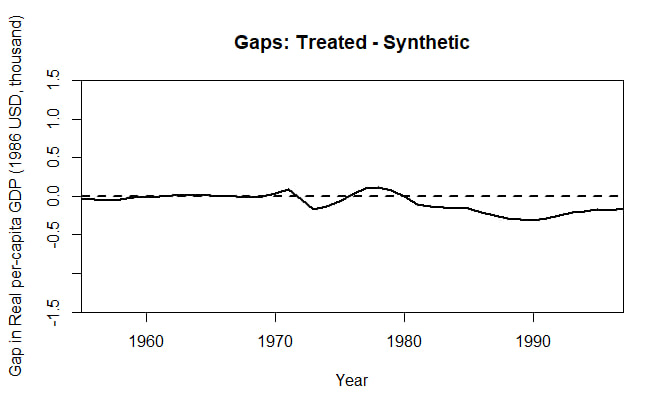 Gaps: Treated - Synthetic
Gap in Real per-capita GDP (1986 USD, thousand)
1.5
1.0
0.5
0.0
-0.5
-1.5
1960 1970 1980 1990
Year